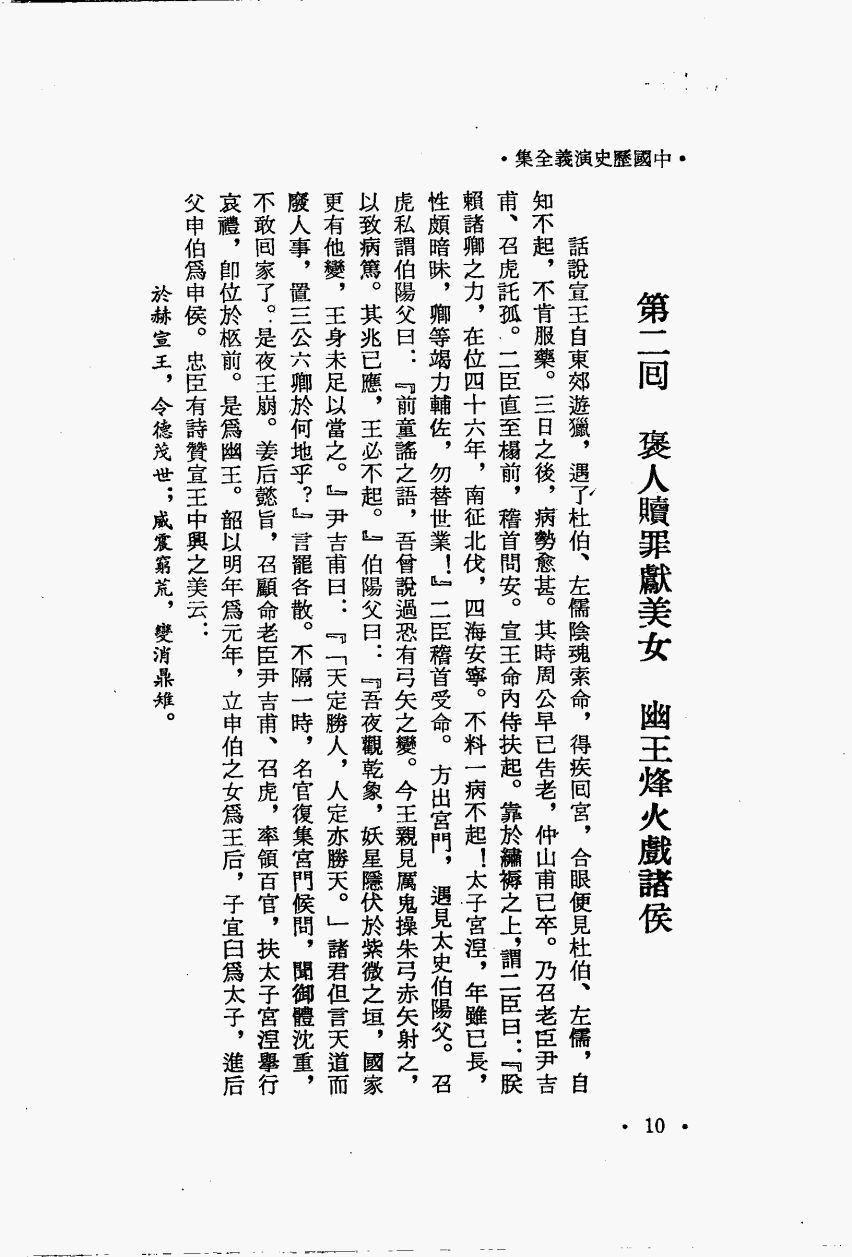 •中國歷史演義全集•
第二回　褒人贖罪獻美女　幽王烽火戲諸侯
話說宣王自東郊遊獵，遇了杜伯、左儒陰魂索命，得疾回宮，合眼便見杜伯、左儒，自
知不起，不肯服藥。三日之後，病勢愈甚。其時周公早已告老，仲山甫已卒。乃召老臣尹吉
甫、召虎託孤。二臣直至榻前，稽首問安。宣王命內侍扶起。靠於繡褥之上，謂二臣曰：『朕
賴諸卿之力，在位四十六年，南征北伐，四海安寧。不料一病不起！太子宮湼，年雖已長，
性頗暗昧，卿等竭力輔佐，勿替世業！』二臣稽首受命。方出宮門，遇見太史伯陽父。召
虎私謂伯陽父曰：『前童謠之語，吾曾說過恐有弓矢之變。今王親見厲鬼操朱弓赤矢射之，
以致病篤。其兆已應，王必不起。』伯陽父曰：『吾夜觀乾象，妖星隱伏於紫微之垣，國家
更有他變，王身未足以當之。』尹吉甫曰：『「天定勝人，人定亦勝天。」諸君但言天道而
廢人事，置三公六卿於何地乎？』言罷各散。不隔一時，各官復集宮門候問，聞御體沈重，
不敢回家了。是夜王崩。姜后懿旨，召顧命老臣尹吉甫、召虎，率領百官，扶太子宮湼舉行
哀禮，卽位於柩前。是爲幽王。詔以明年爲元年，立申伯之女爲王后，子宜臼爲太子，進后
父申伯爲申侯。忠臣有詩贊宣王中興之美云：
於赫宣王，令德茂世；威震窮荒，變消鼎雉。
•10•